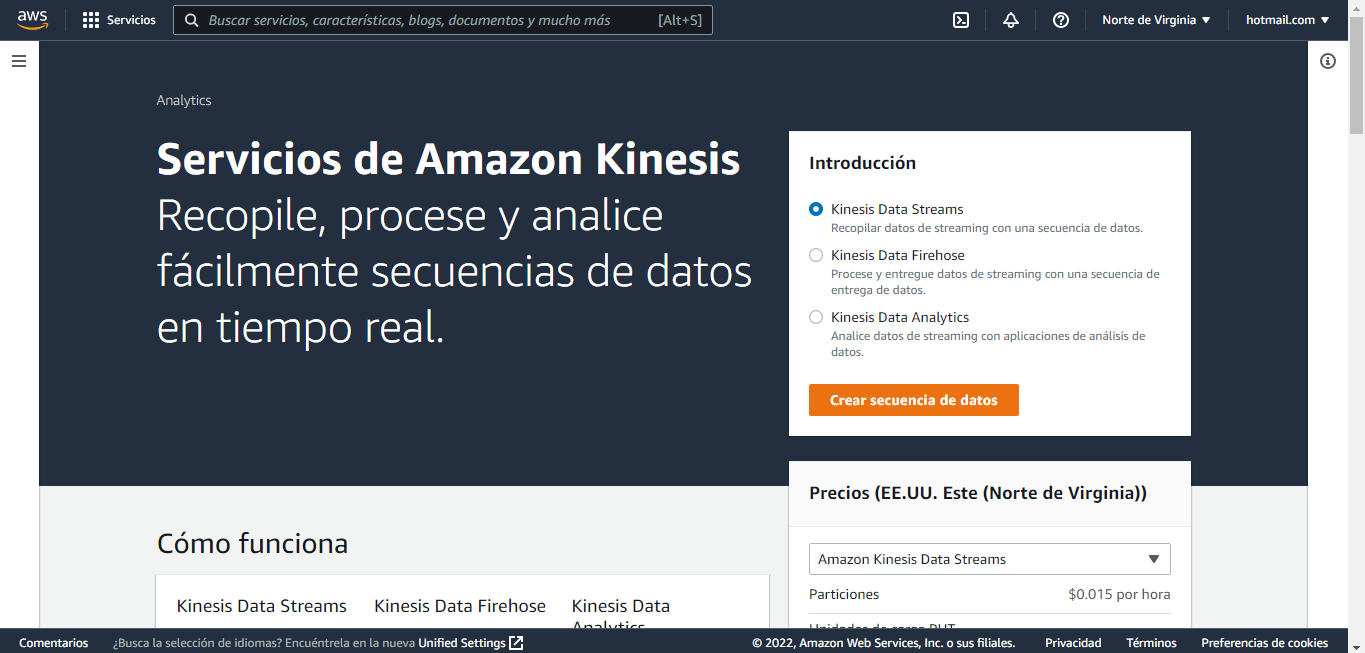 aws
Servicios
Buscar servicios, características, blogs, documentos y mucho más [Alt+S]
Norte de Virginia
hotmail.com
Analytics
Servicios de Amazon Kinesis
Recopile, procese y analice
fácilmente secuencias de datos
en tiempo real.
Introducción
Kinesis Data Streams
Recopilar datos de streaming con una secuencia de datos.
Kinesis Data Firehose
Procese y entregue datos de streaming con una secuencia de
entrega de datos.
Kinesis Data Analytics
Analice datos de streaming con aplicaciones de análisis de
datos.
Crear secuencia de datos
Precios (EE.UU. Este (Norte de Virginia))
Amazon Kinesis Data Streams
Particiones $0.015 por hora
Unidades de carga PUT
Cómo funciona
Kinesis Data Streams
Kinesis Data Firehose
Kinesis Data
Analytics
Comentarios
¿Busca la selección de idiomas? Encuéntrela en la nueva Unified Settings
© 2022, Amazon Web Services, Inc. o sus filiales.
Privacidad
Términos
Preferencias de cookies